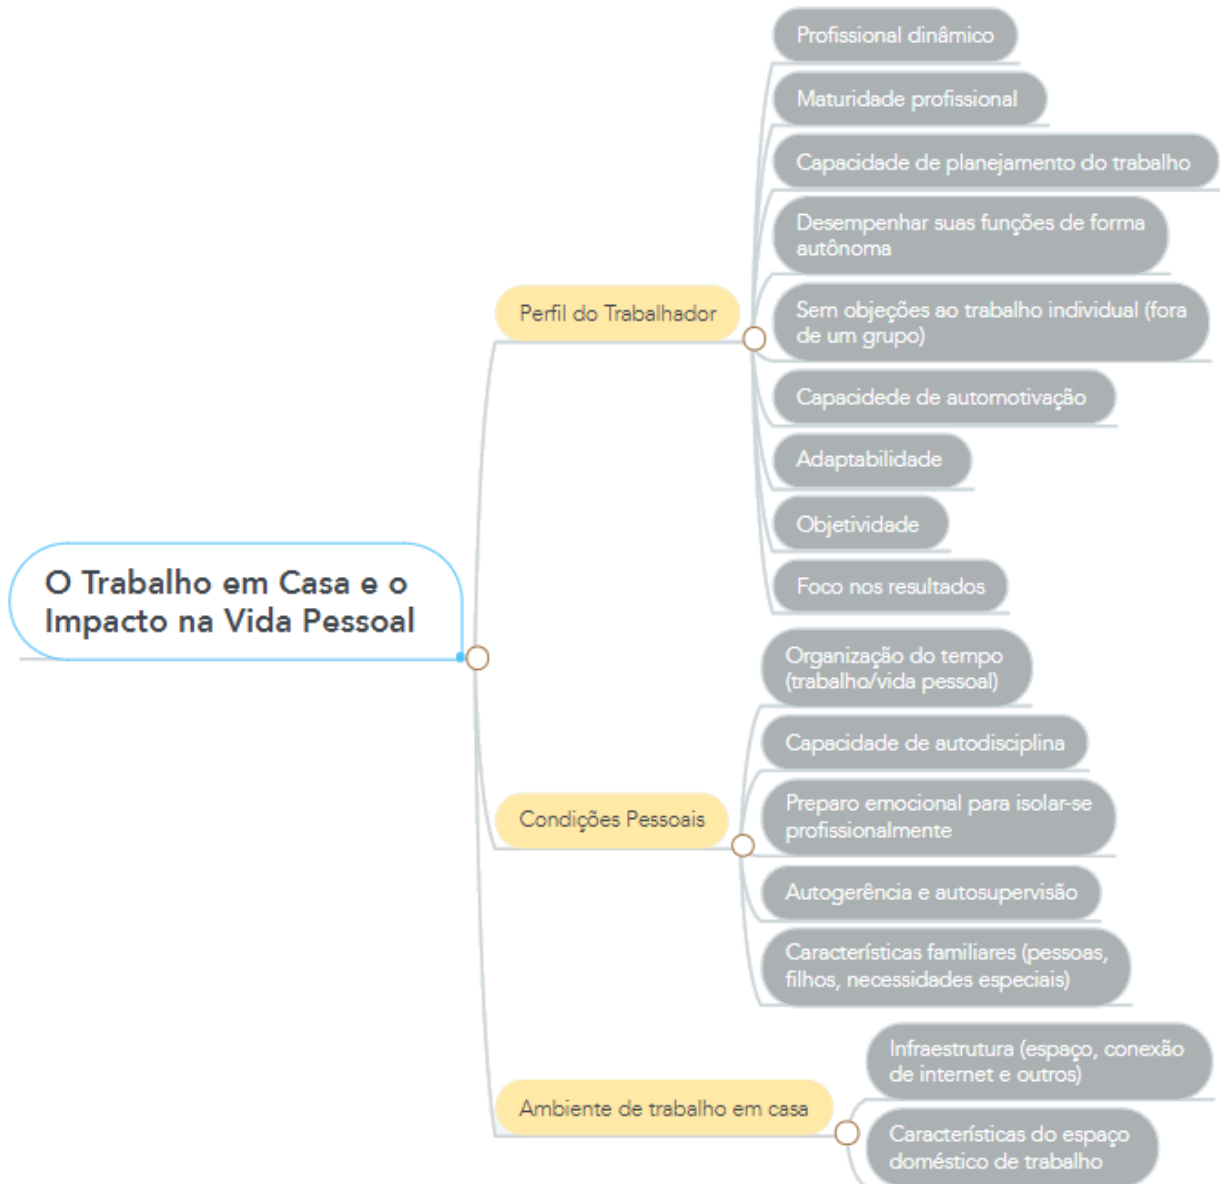 O Trabalho em Casa e o
Impacto na Vida Pessoal
Perfil do Trabalhador
Profissional dinâmico
Maturidade profissional
Capacidade de planejamento do trabalho
Desempenhar suas funções de forma
autônoma
Sem objeções ao trabalho individual (fora
de um grupo)
Capacidede de automotivação
Adaptabilidade
Objetividade
Foco nos resultados
Condições Pessoais
Organização do tempo
(trabalho/vida pessoal)
Capacidade de autodisciplina
Preparo emocional para isolar-se
profissionalmente
Autogerência e autosupervisão
Características familiares (pessoas,
filhos, necessidades especiais)
Ambiente de trabalho em casa
Infraestrutura (espaço, conexão
de internet e outros)
Características do espaço
doméstico de trabalho